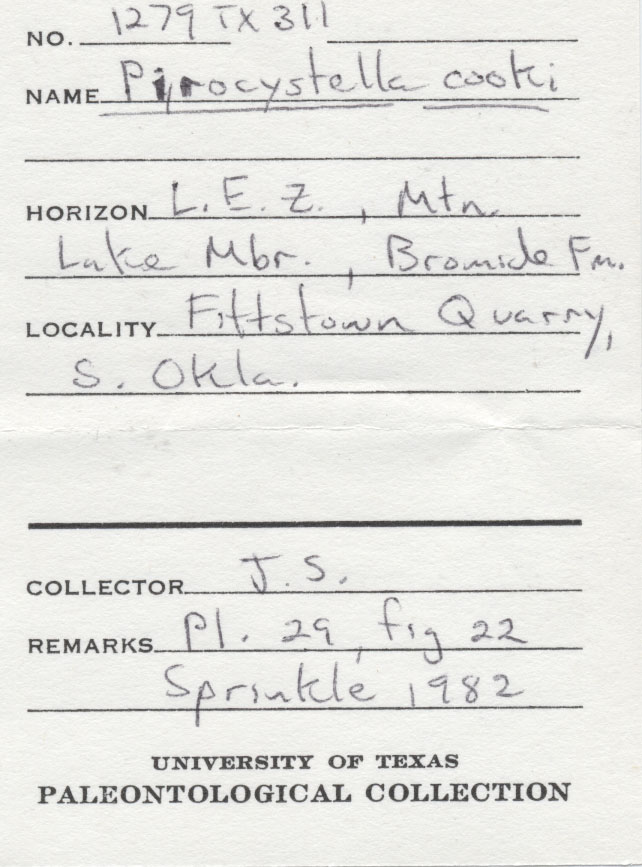 NO. 1279 TX 311
NAME Pirocystella cooki
HORIZON L.E.Z., Mtn.
Lake Mbr., Bromide Fm.
LOCALITY Fittstown Quarry,
S. Okla.
COLLECTOR J.S.
REMARKS Pl. 29, fig 22
Sprinkle 1982
UNIVERSITY OF TEXAS
PALEONTOLOGICAL COLLECTION